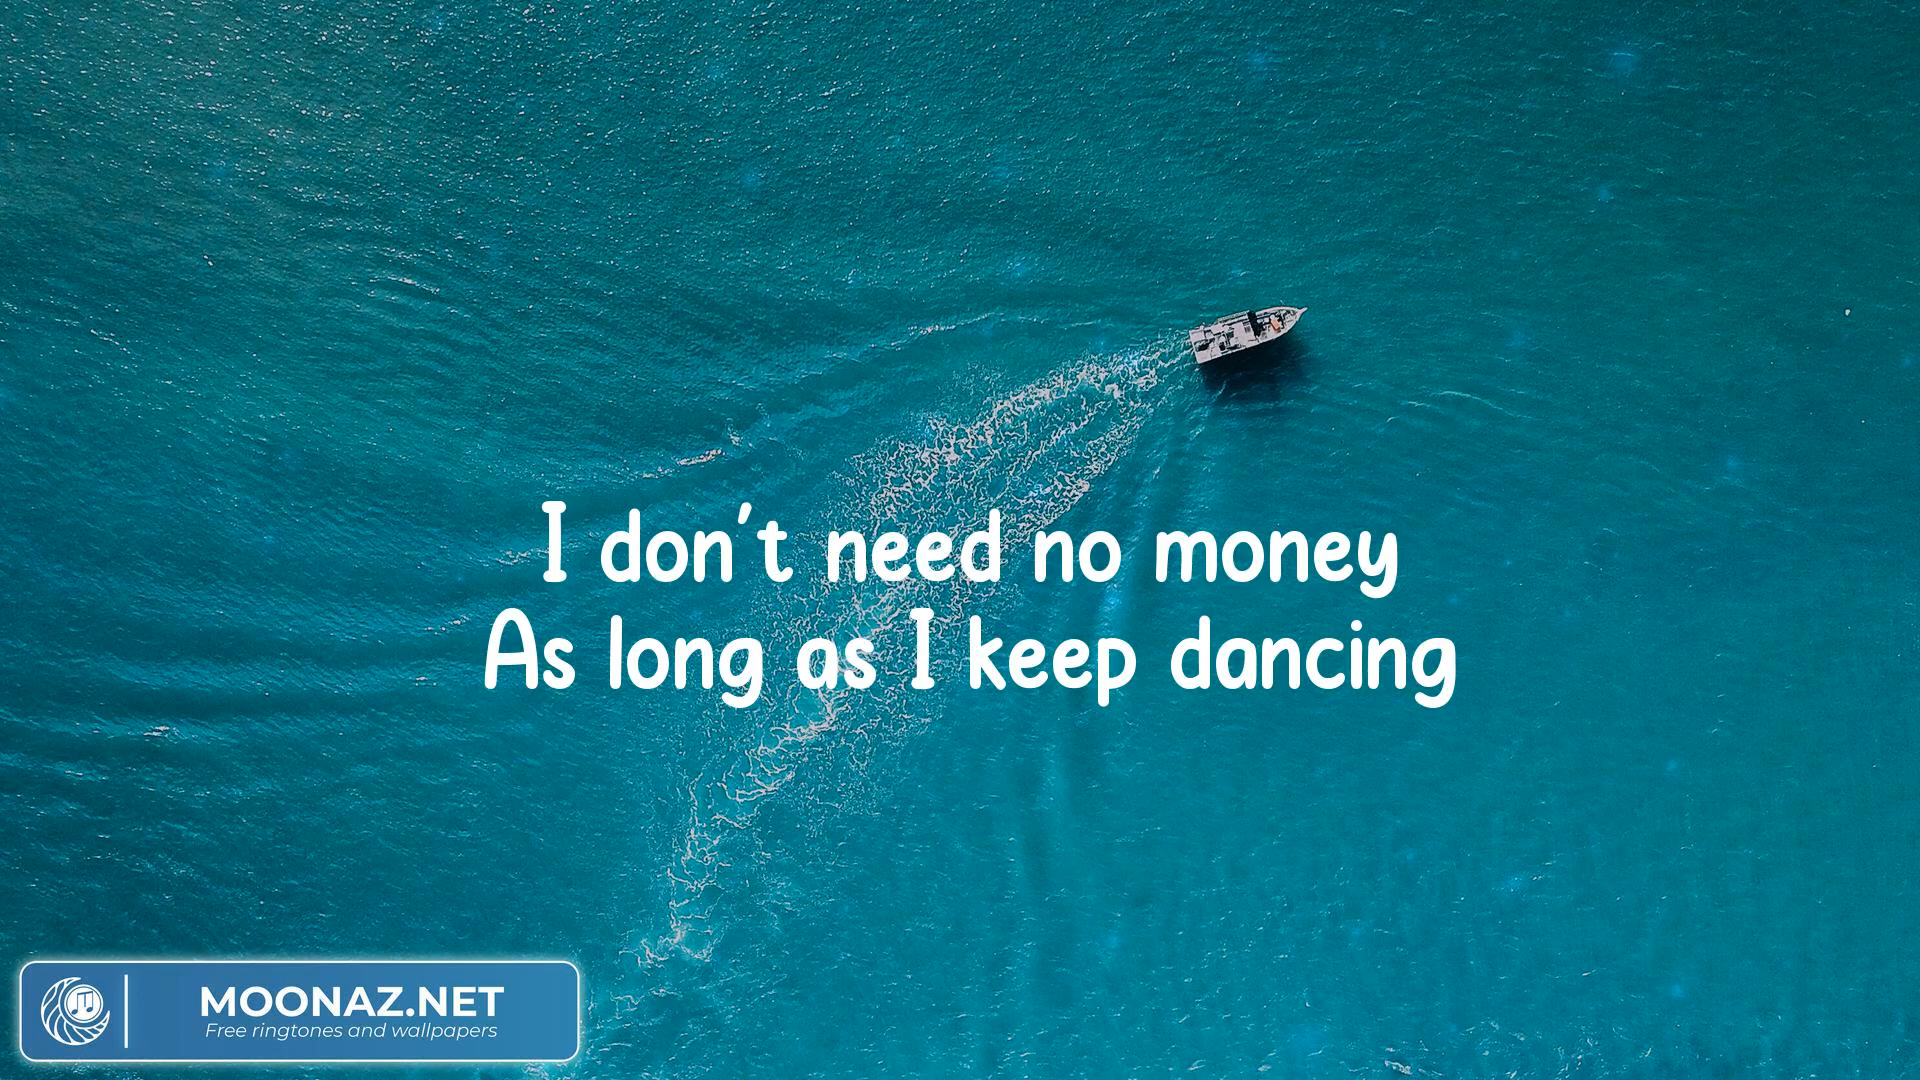 I don't need no money
As long as I keep dancing
MOONAZ.NET
Free ringtones and wallpapers